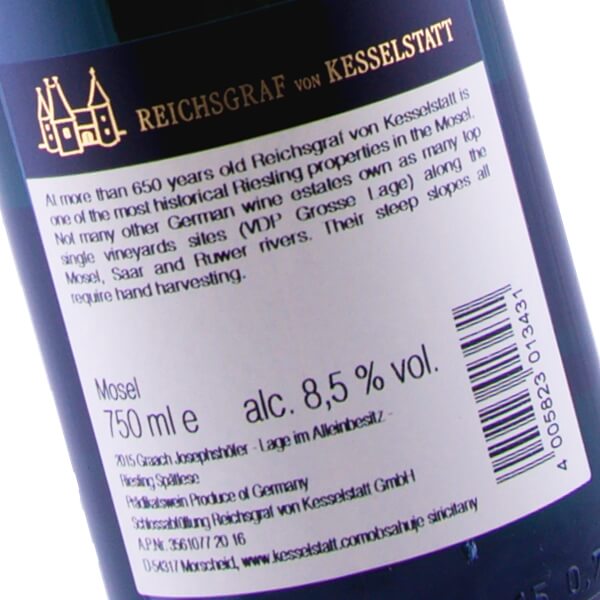 REICHSGRAF VON KESSELSTATT
At more than 650 years old Reichsgraf von Kesselstatt is
one of the most historical Riesling properties in the Mosel.
Not many other German wine estates own as many top
single vineyards sites (VDP Grosse Lage) along the
Mosel, Saar and Ruwer rivers. Their steep slopes all
require hand harvesting.
Mosel
750 ml e alc. 8,5 % vol.
2015 Graach Josephshöfer - Lage im Alleinbesitz -
Riesling Spätlese
Prädikatswein Produce of Germany
Schlossabfüllung Reichsgraf von Kesselstatt GmbH
A.P.Nr. 3561077 20 16
D-54317 Morscheid, www.kesselstatt.comobsahuje siricitany
4 005823 013431